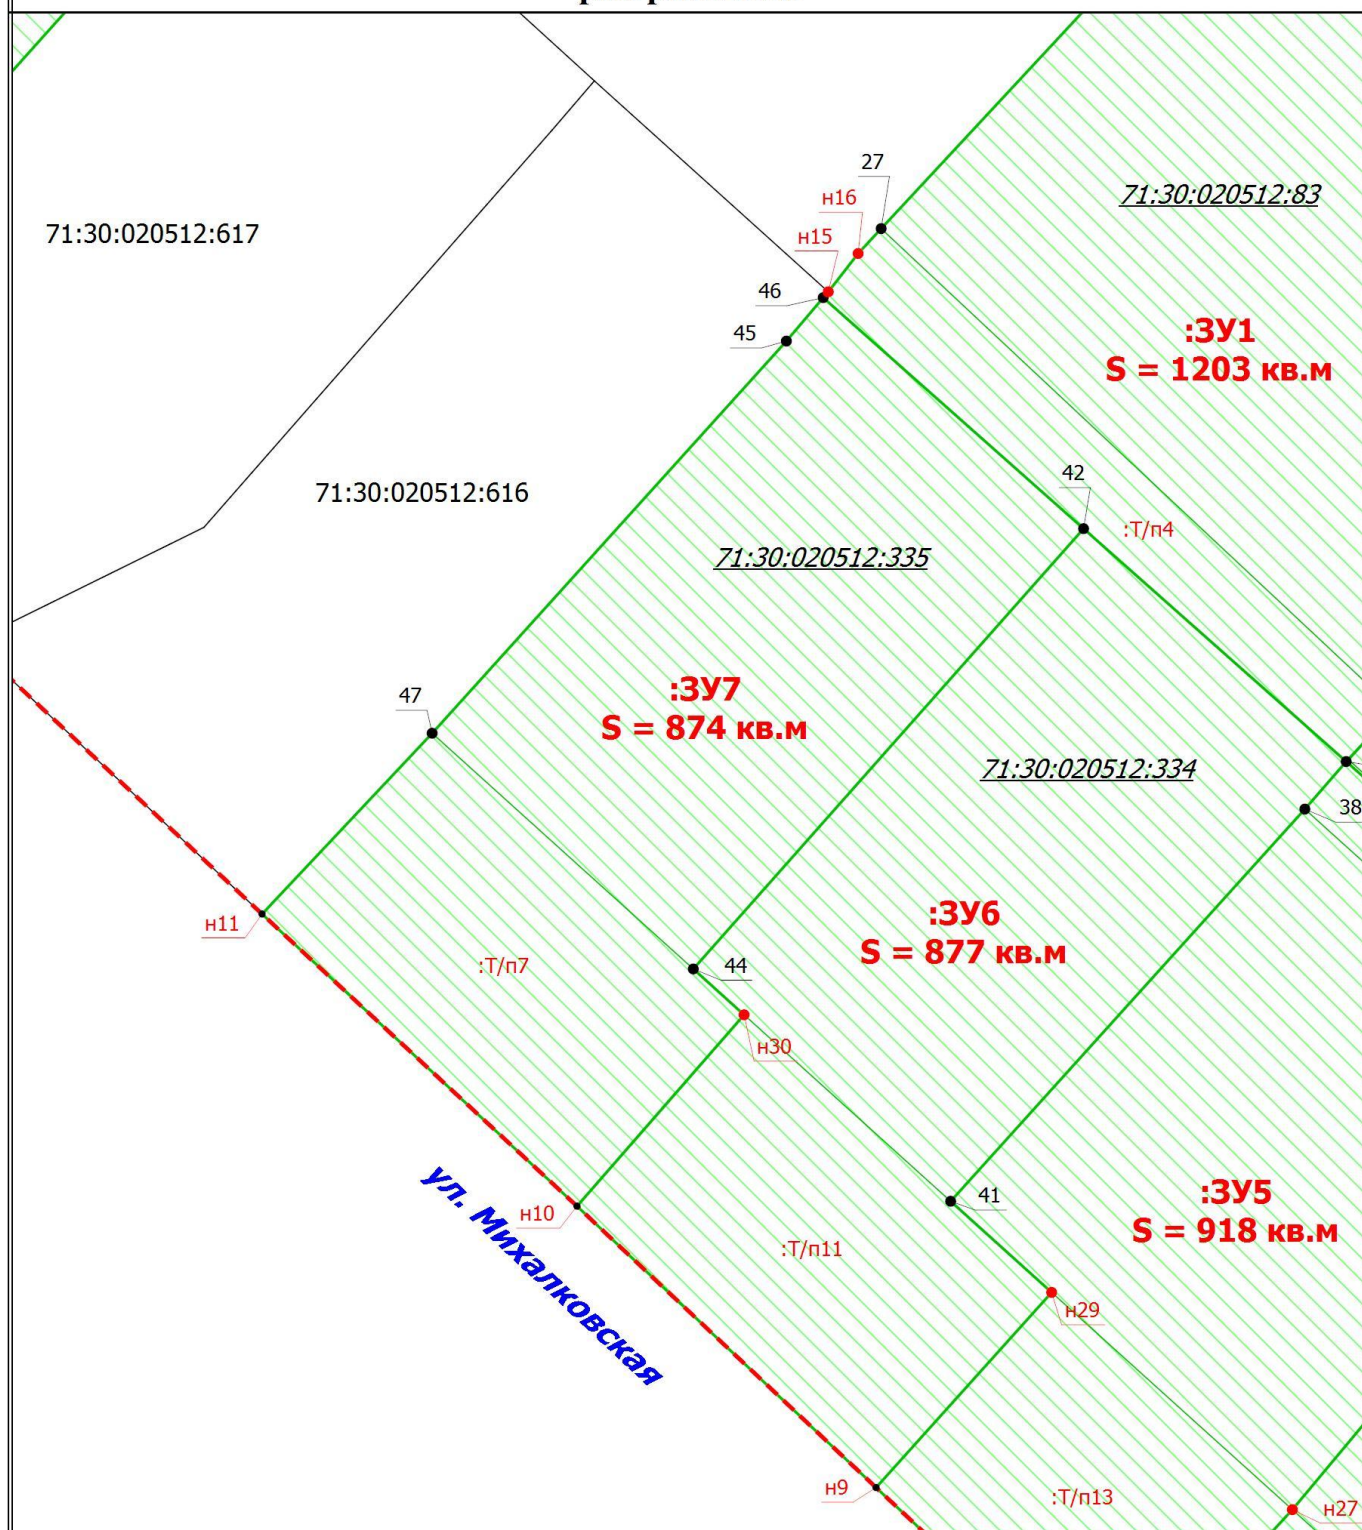 27
71:30:020512:83
н16
71:30:020512:617
н15
46
45
:ЗУ1
S = 1203 кв.м
42
71:30:020512:616
:Т/п4
71:30:020512:335
:ЗУ7
S = 874 кв.м
47
71:30:020512:334
38
:ЗУ6
S = 877 кв.м
н11
:Т/п7
44
н30
ул. Михалковская
41
:ЗУ5
S = 918 кв.м
н10
:Т/п11
н29
н9
:Т/п13
н27